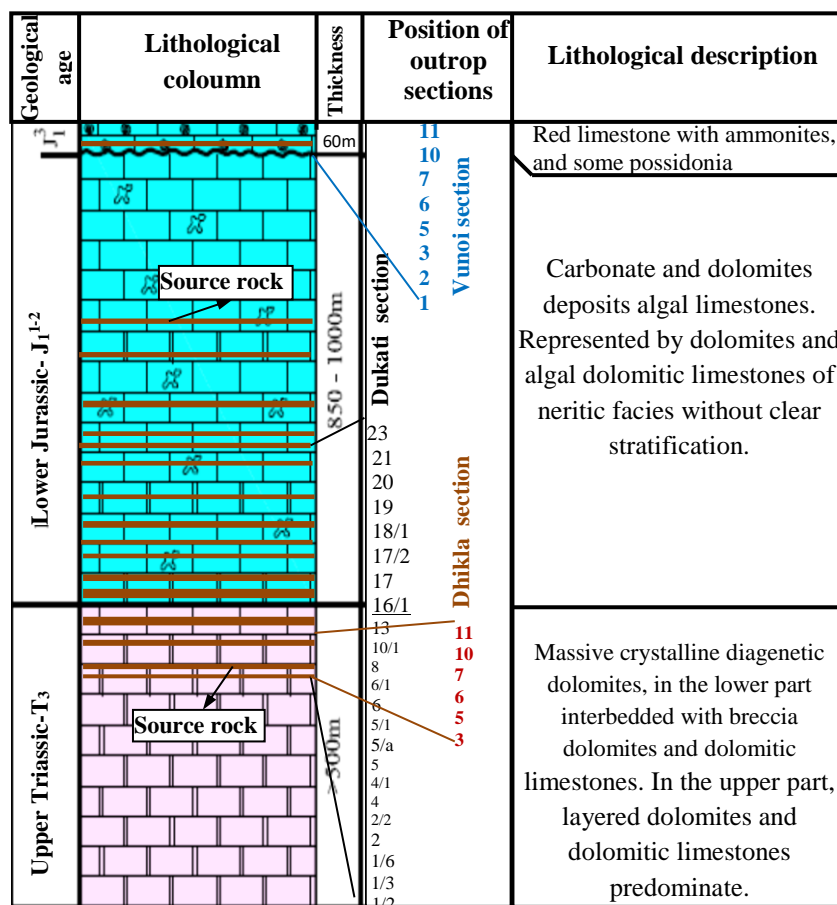 Geological age
Lithological
coloumn
Thickness
Position of
outrop
sections
Lithological description
J₁³
60m
Red limestone with ammonites,
and some possidonia
Lower Jurassic- J₁¹⁻²
Source rock
850 - 1000m
Dukati section
23
21
20
19
18/1
17/2
17
16/1
13
10/1
8
6/1
6
5/1
5/a
5
4/1
4
2/2
2
1/6
1/3
1/2
11
10
7
6
5
3
2
1
Vunoi section
Dhikla section
11
10
7
6
5
3
Carbonate and dolomites
deposits algal limestones.
Represented by dolomites and
algal dolomitic limestones of
neritic facies without clear
stratification.
Upper Triassic-T₃
Source rock
>500m
Massive crystalline diagenetic
dolomites, in the lower part
interbedded with breccia
dolomites and dolomitic
limestones. In the upper part,
layered dolomites and
dolomitic limestones
predominate.